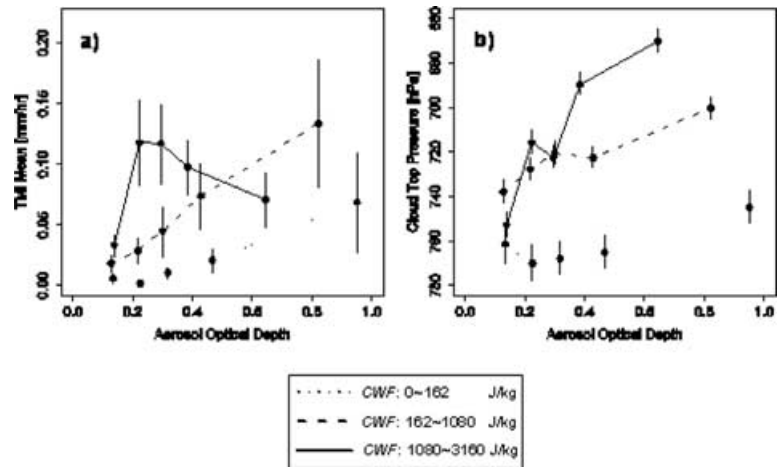 a)
TMI Mean [mm/hr]
0.20
0.16
0.10
0.06
0.00
0.0 0.2 0.4 0.6 0.8 1.0
Aerosol Optical Depth
b)
Cloud Top Pressure [hPa]
680
680
700
720
740
760
780
0.0 0.2 0.4 0.6 0.8 1.0
Aerosol Optical Depth
CWF: 0~162 J/kg
CWF: 162~1080 J/kg
CWF: 1080~3160 J/kg